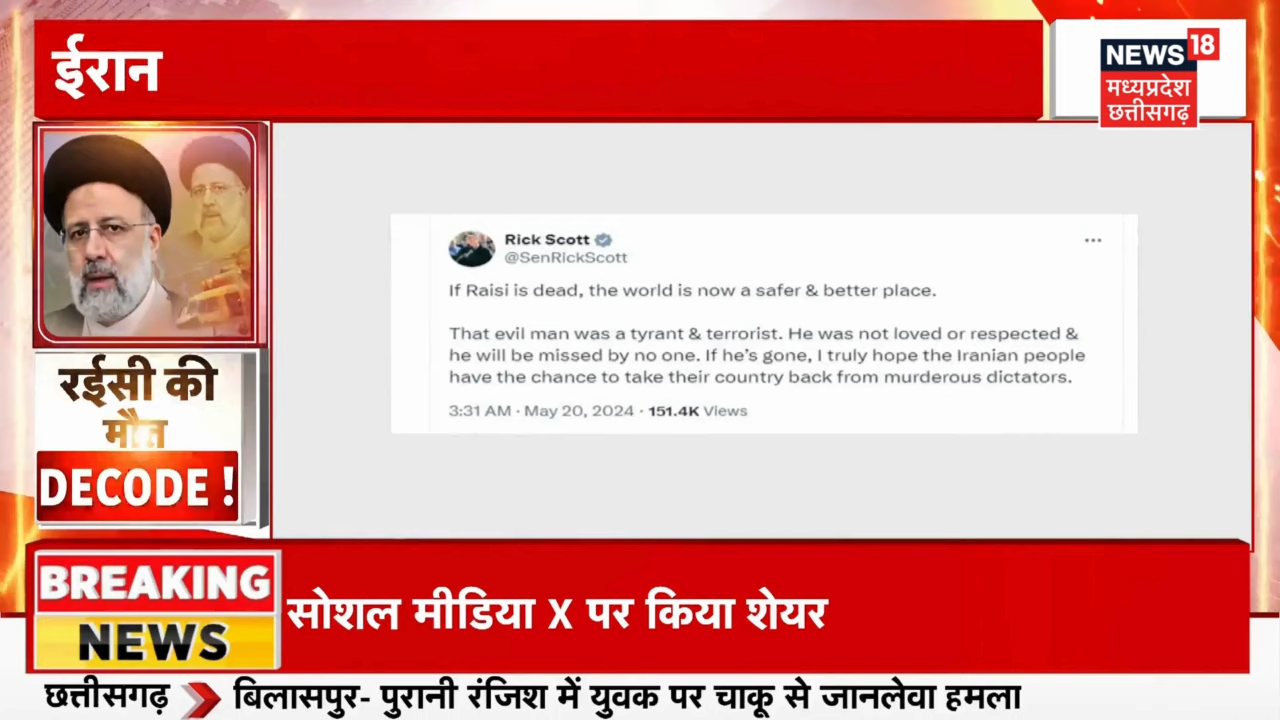 ईरान
NEWS 18
मध्यप्रदेश
छत्तीसगढ़
Rick Scott
@SenRickScott
If Raisi is dead, the world is now a safer & better place.
That evil man was a tyrant & terrorist. He was not loved or respected &
he will be missed by no one. If he’s gone, I truly hope the Iranian people
have the chance to take their country back from murderous dictators.
3:31 AM · May 20, 2024 · 151.4K Views
रईसी की
मौत
DECODE !
BREAKING
NEWS
सोशल मीडिया X पर किया शेयर
छत्तीसगढ़ बिलासपुर- पुरानी रंजिश में युवक पर चाकू से जानलेवा हमला